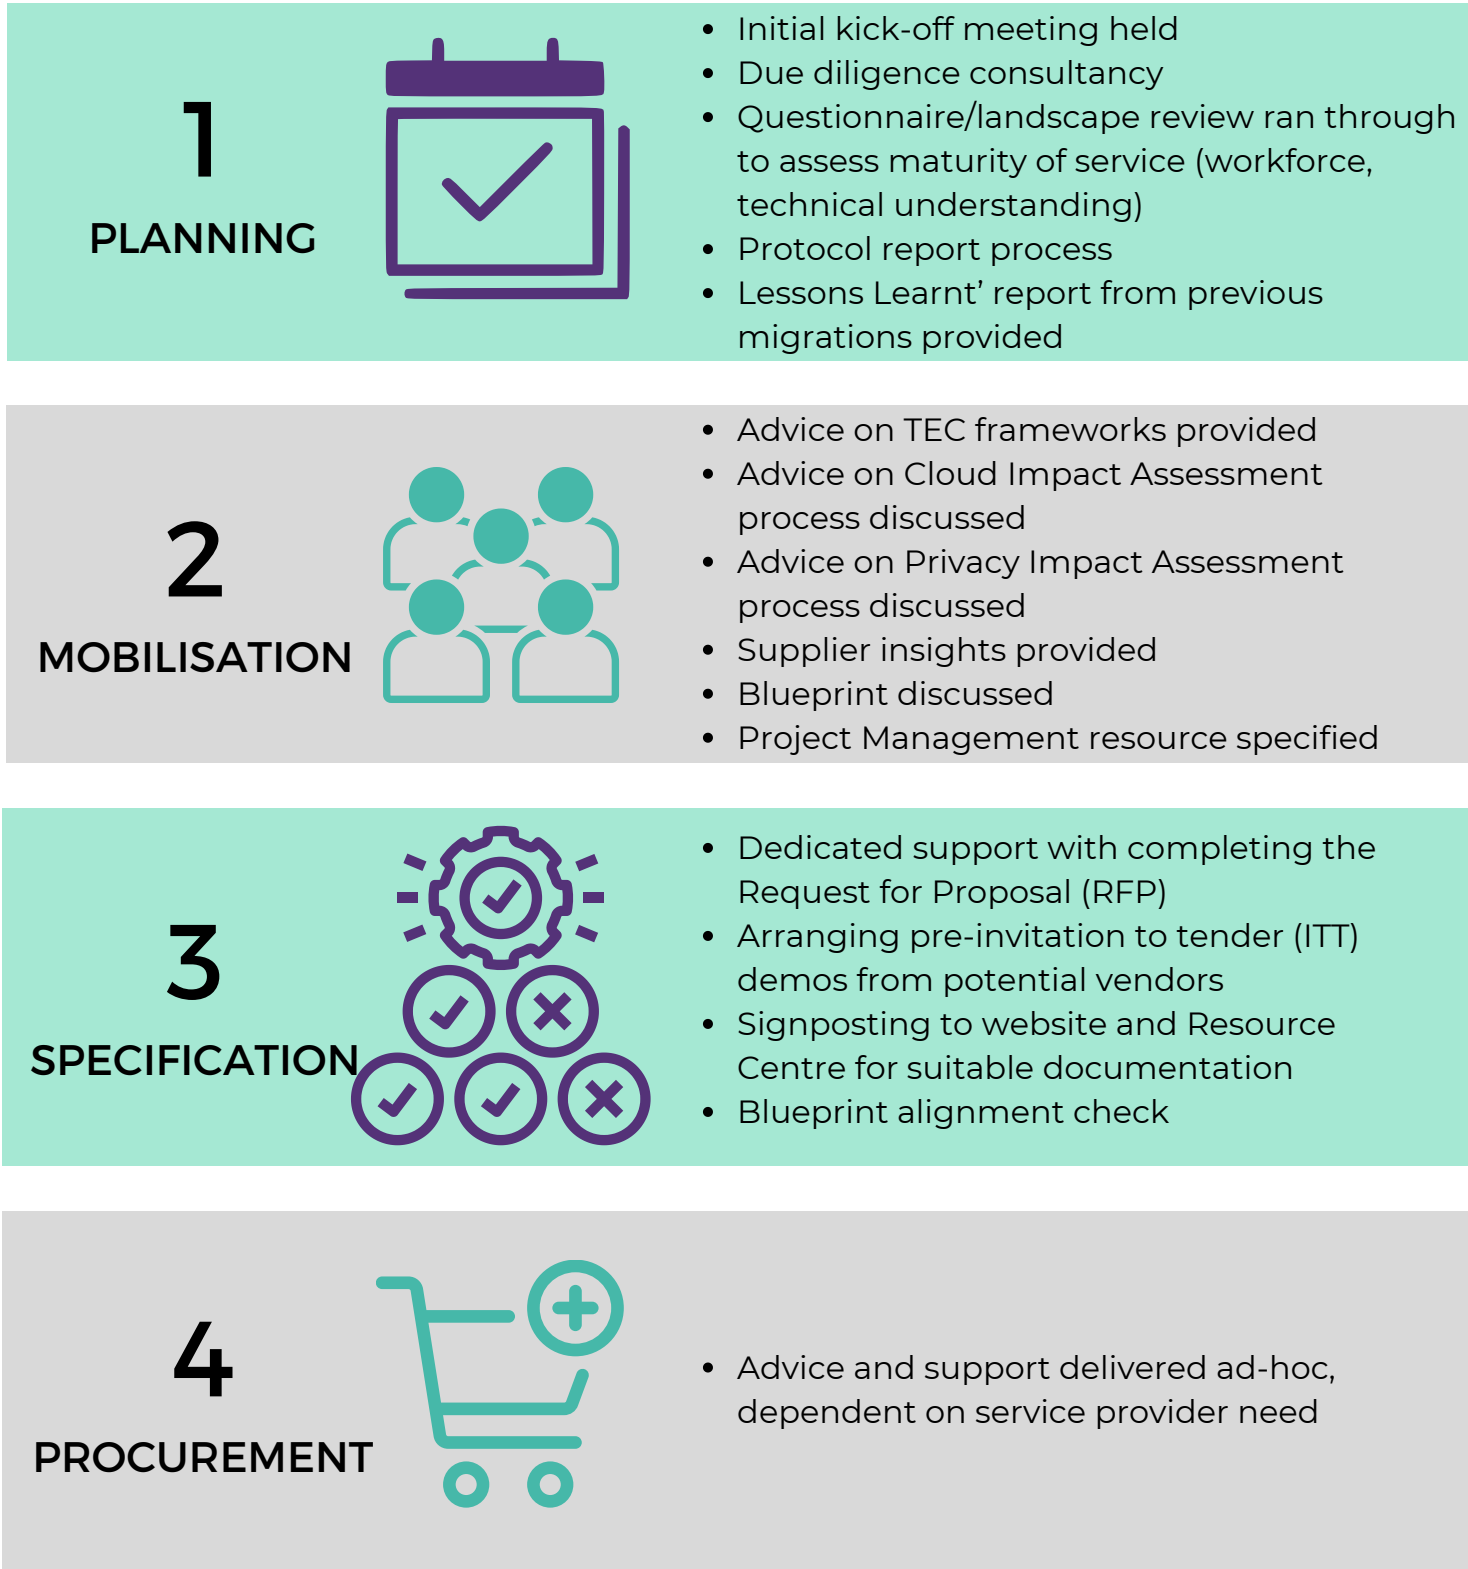 1
PLANNING
• Initial kick-off meeting held
• Due diligence consultancy
• Questionnaire/landscape review ran through
to assess maturity of service (workforce,
technical understanding)
• Protocol report process
• Lessons Learnt’ report from previous
migrations provided
2
MOBILISATION
• Advice on TEC frameworks provided
• Advice on Cloud Impact Assessment
process discussed
• Advice on Privacy Impact Assessment
process discussed
• Supplier insights provided
• Blueprint discussed
• Project Management resource specified
3
SPECIFICATION
• Dedicated support with completing the
Request for Proposal (RFP)
• Arranging pre-invitation to tender (ITT)
demos from potential vendors
• Signposting to website and Resource
Centre for suitable documentation
• Blueprint alignment check
4
PROCUREMENT
• Advice and support delivered ad-hoc,
dependent on service provider need